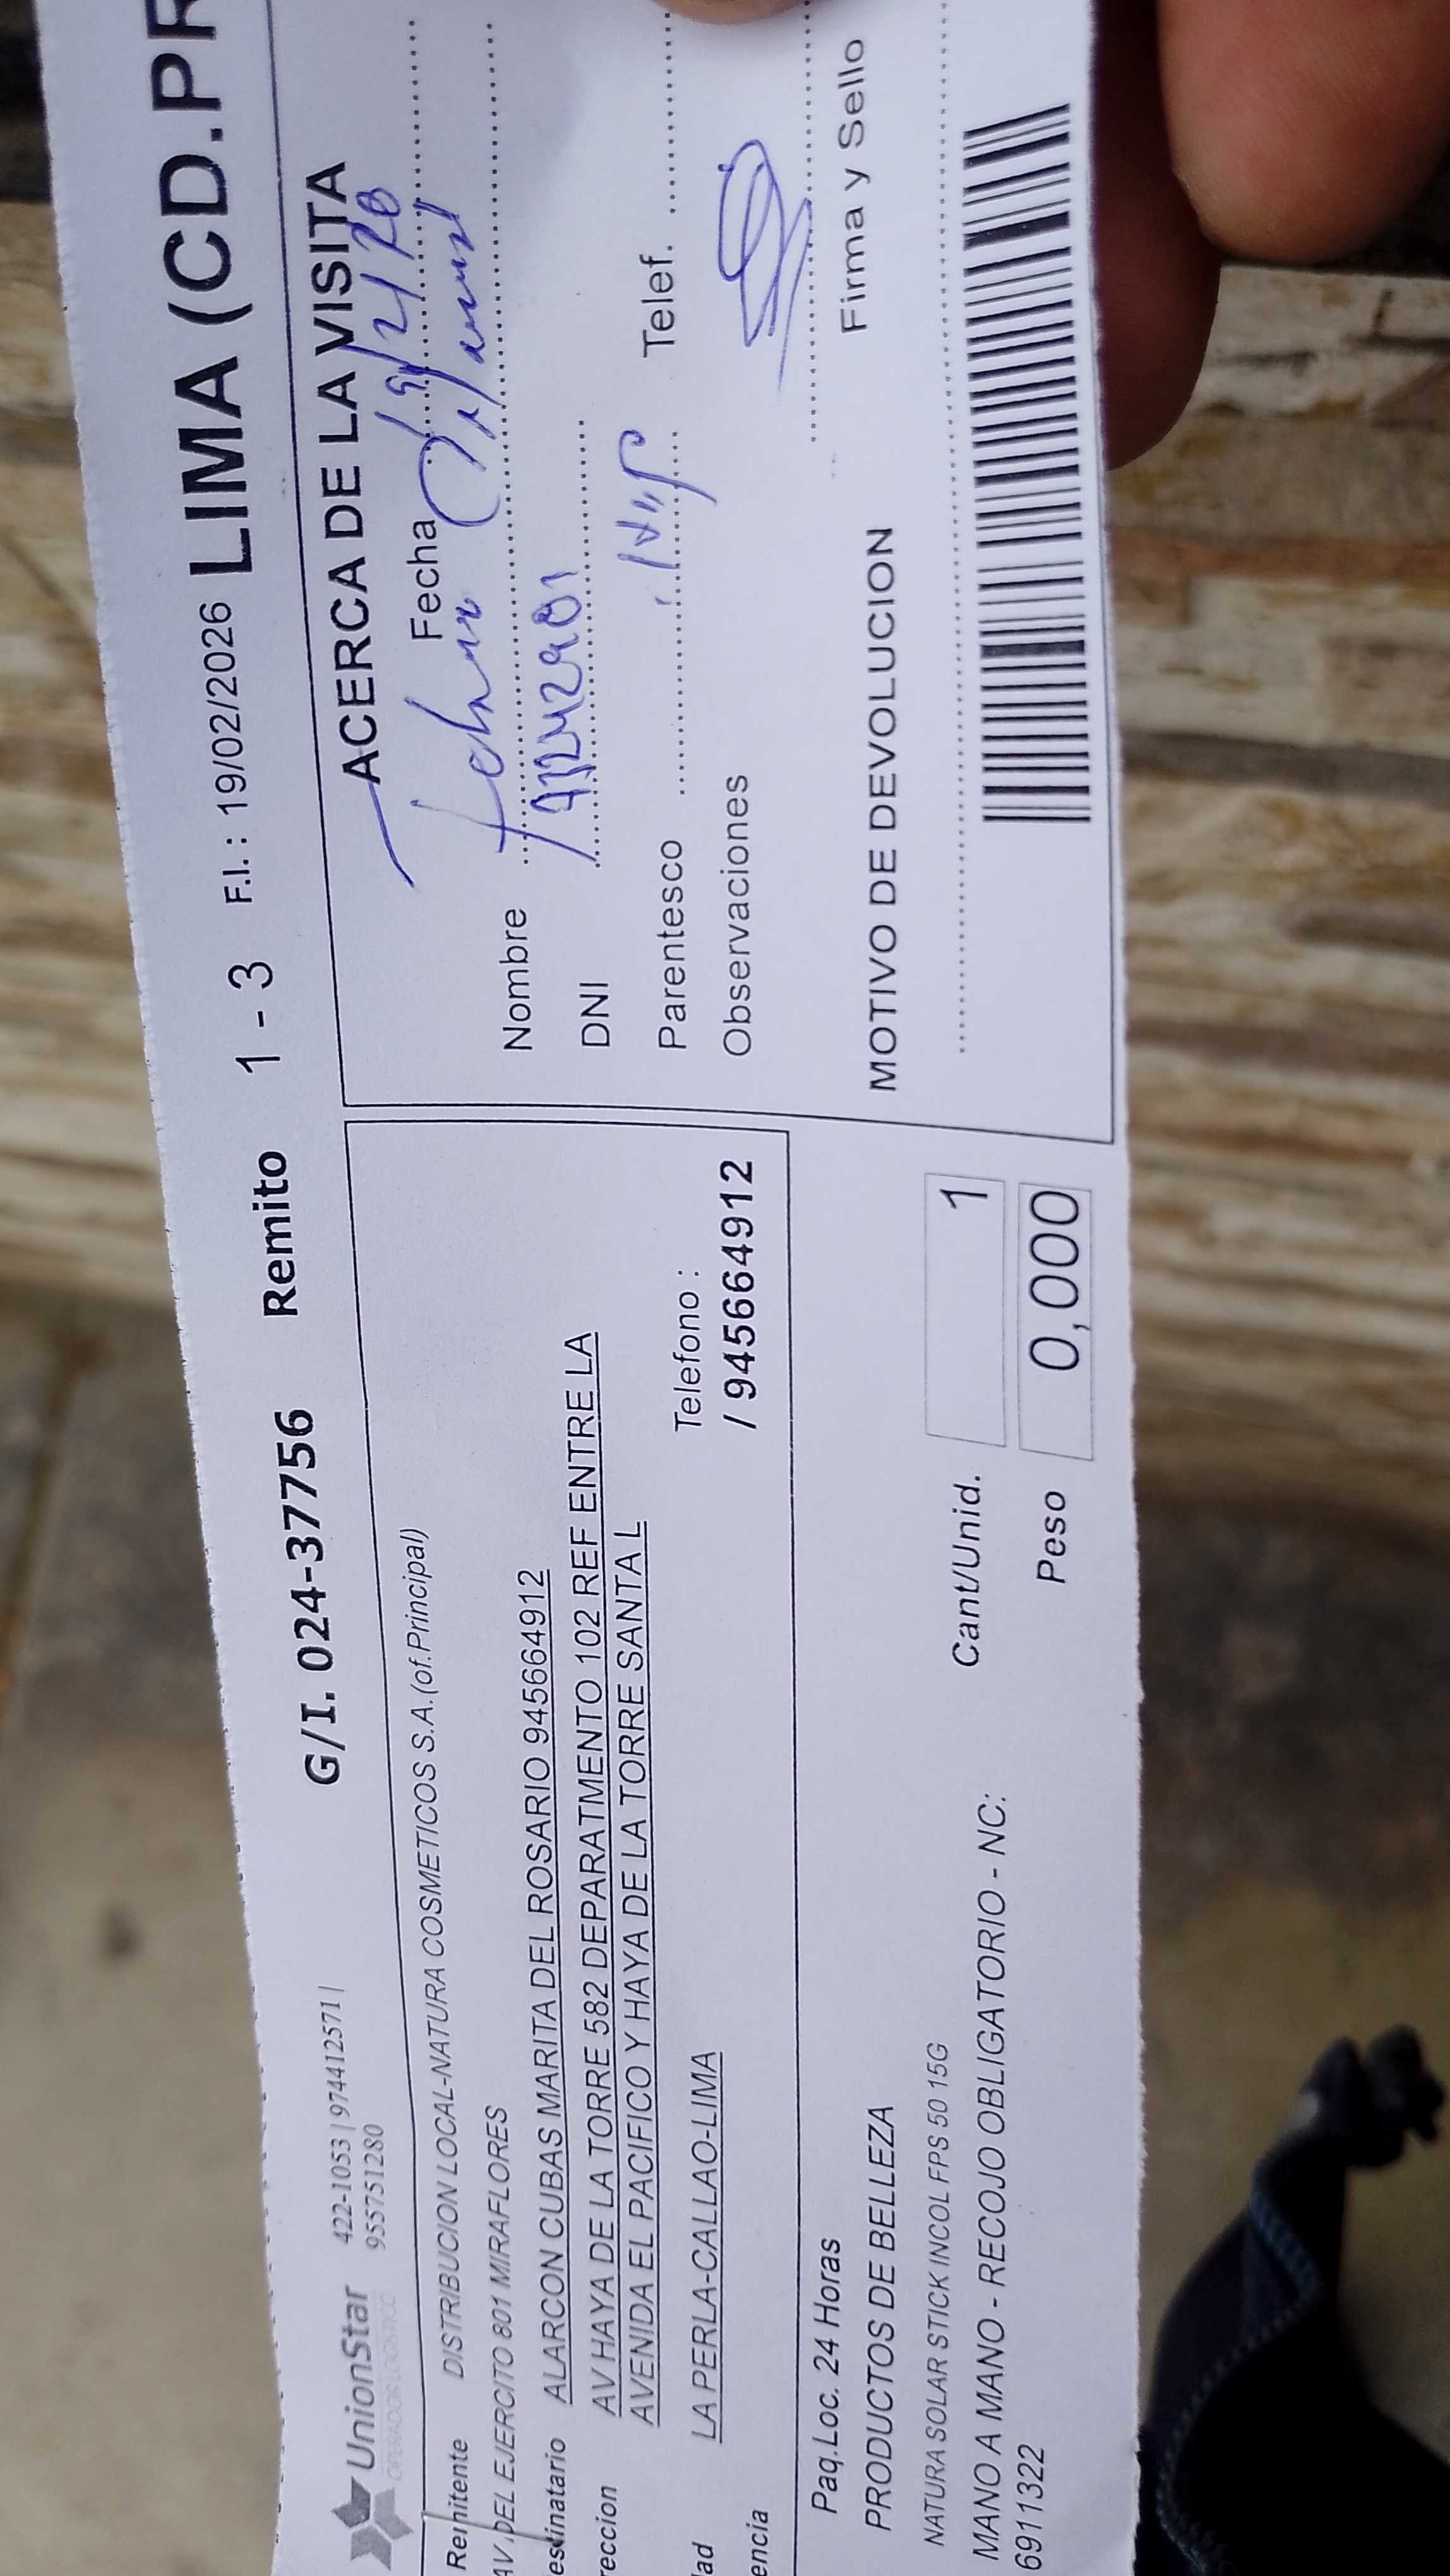 UnionStar
OPERADOR LOGISTICO
422-1053 | 974412571 |
955751280
G/I. 024-37756 Remito 1 - 3 F.I. : 19/02/2026 LIMA (CD.PR
Remitente DISTRIBUCION LOCAL-NATURA COSMETICOS S.A.(of.Principal)
AV.DEL EJERCITO 801 MIRAFLORES
estinatario ALARCON CUBAS MARITA DEL ROSARIO 945664912
reccion AV HAYA DE LA TORRE 582 DEPARATMENTO 102 REF ENTRE LA
AVENIDA EL PACIFICO Y HAYA DE LA TORRE SANTA L
dad LA PERLA-CALLAO-LIMA
Telefono :
encia / 945664912
Paq.Loc. 24 Horas
PRODUCTOS DE BELLEZA
NATURA SOLAR STICK INCOL FPS 50 15G
MANO A MANO - RECOJO OBLIGATORIO - NC:
6911322
Cant/Unid. 1
Peso 0,000
ACERCA DE LA VISITA
Fecha
Nombre
DNI
Parentesco Telef.
Observaciones
Firma y Sello
MOTIVO DE DEVOLUCION